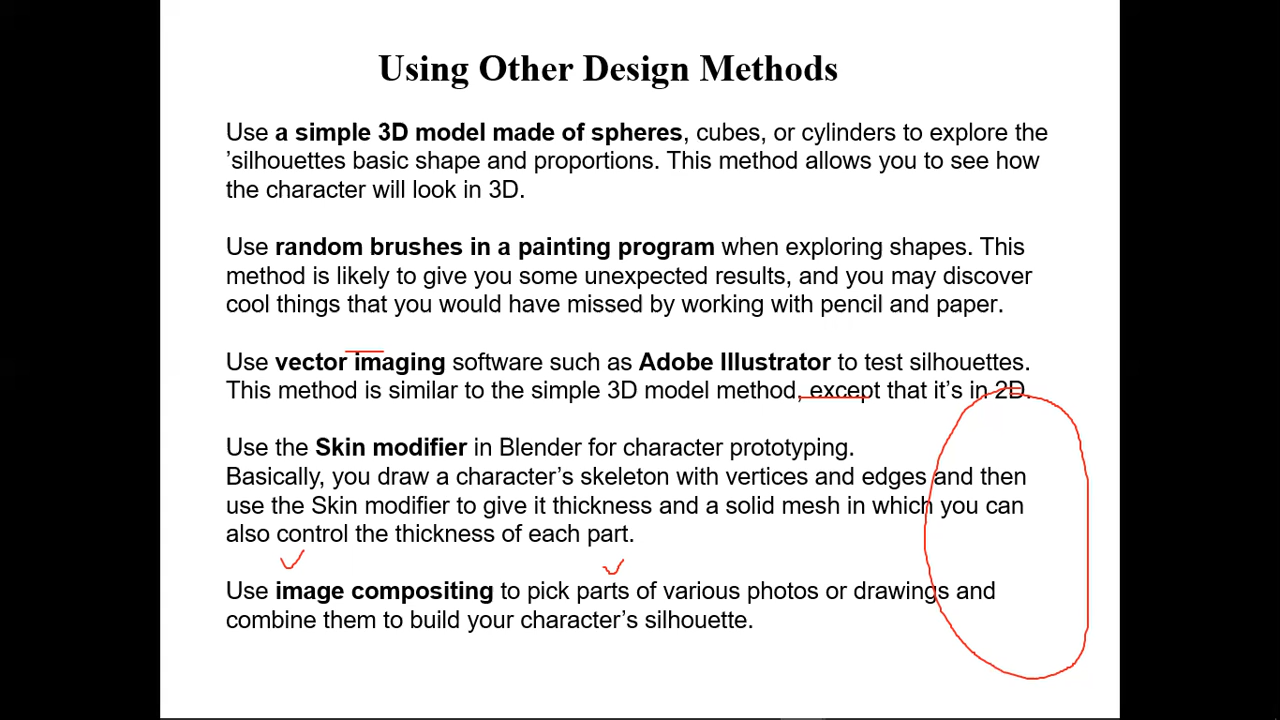 Using Other Design Methods
Use a simple 3D model made of spheres, cubes, or cylinders to explore the
’silhouettes basic shape and proportions. This method allows you to see how
the character will look in 3D.
Use random brushes in a painting program when exploring shapes. This
method is likely to give you some unexpected results, and you may discover
cool things that you would have missed by working with pencil and paper.
Use vector imaging software such as Adobe Illustrator to test silhouettes.
This method is similar to the simple 3D model method, except that it’s in 2D.
Use the Skin modifier in Blender for character prototyping.
Basically, you draw a character’s skeleton with vertices and edges and then
use the Skin modifier to give it thickness and a solid mesh in which you can
also control the thickness of each part.
Use image compositing to pick parts of various photos or drawings and
combine them to build your character’s silhouette.